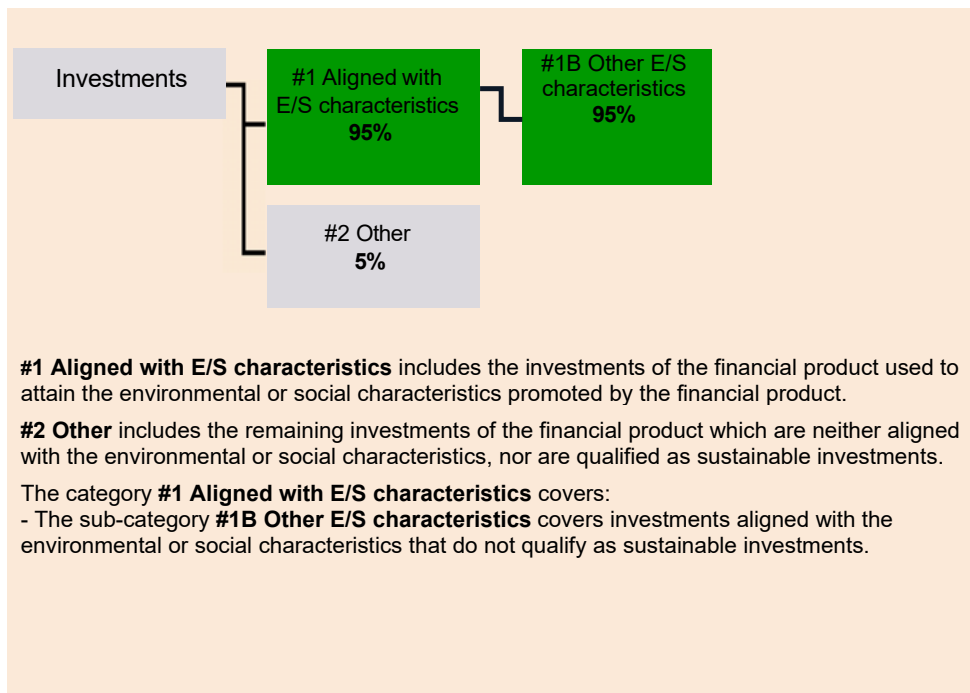 Investments
#1 Aligned with
E/S characteristics
95%
#1B Other E/S
characteristics
95%
#2 Other
5%
#1 Aligned with E/S characteristics includes the investments of the financial product used to
attain the environmental or social characteristics promoted by the financial product.
#2 Other includes the remaining investments of the financial product which are neither aligned
with the environmental or social characteristics, nor are qualified as sustainable investments.
The category #1 Aligned with E/S characteristics covers:
- The sub-category #1B Other E/S characteristics covers investments aligned with the
environmental or social characteristics that do not qualify as sustainable investments.